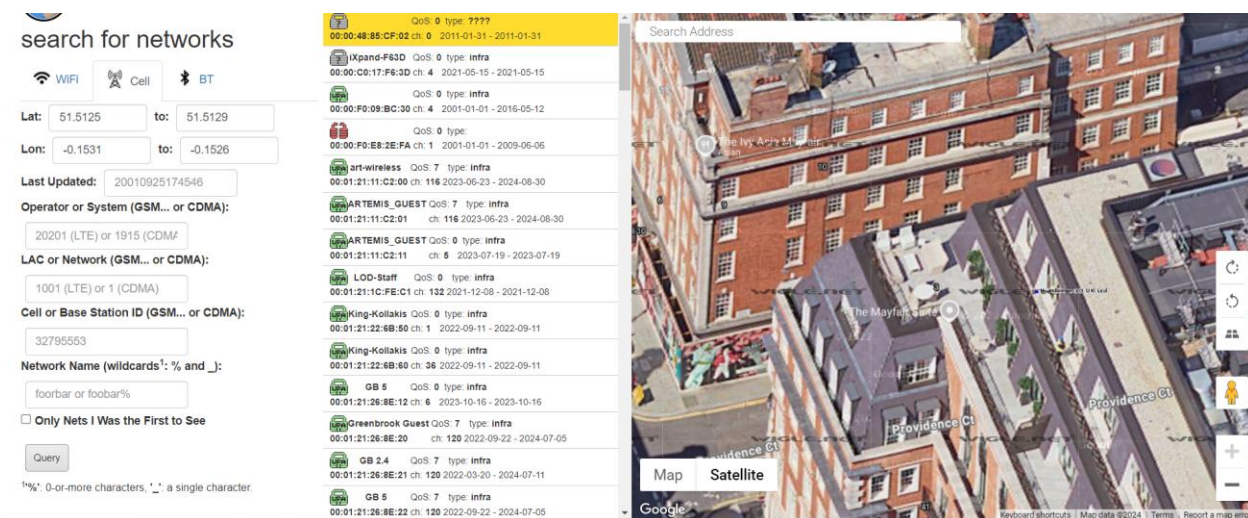 search for networks
WiFi
Cell
BT
Lat: 51.5125 to: 51.5129
Lon: -0.1531 to: -0.1526
Last Updated: 20010925174546
Operator or System (GSM... or CDMA):
20201 (LTE) or 1915 (CDMA
LAC or Network (GSM... or CDMA):
1001 (LTE) or 1 (CDMA)
Cell or Base Station ID (GSM... or CDMA):
32795553
Network Name (wildcards¹: % and _):
foorbar or foobar%
Only Nets I Was the First to See
Query
¹'%': 0-or-more characters, '_': a single character.
QoS: 0 type: ????
00:00:48:85:CF:02 ch: 0 2011-01-31 - 2011-01-31
iXpand-F63D QoS: 0 type: infra
00:00:C0:17:F6:3D ch: 4 2021-05-15 - 2021-05-15
QoS: 0 type: infra
00:00:F0:09:BC:30 ch: 4 2001-01-01 - 2016-05-12
QoS: 0 type:
00:00:F0:E8:2E:FA ch: 1 2001-01-01 - 2009-06-06
art-wireless QoS: 7 type: infra
00:01:21:11:C2:00 ch: 116 2023-06-23 - 2024-08-30
ARTEMIS_GUEST QoS: 7 type: infra
00:01:21:11:C2:01 ch: 116 2023-06-23 - 2024-08-30
ARTEMIS_GUEST QoS: 0 type: infra
00:01:21:11:C2:11 ch: 5 2023-07-19 - 2023-07-19
LOD-Staff QoS: 0 type: infra
00:01:21:1C:FE:C1 ch: 132 2021-12-08 - 2021-12-08
King-Kollakis QoS: 0 type: infra
00:01:21:22:6B:50 ch: 1 2022-09-11 - 2022-09-11
King-Kollakis QoS: 0 type: infra
00:01:21:22:6B:60 ch: 36 2022-09-11 - 2022-09-11
GB 5 QoS: 0 type: infra
00:01:21:26:8E:12 ch: 6 2023-10-16 - 2023-10-16
Greenbrook Guest QoS: 7 type: infra
00:01:21:26:8E:20 ch: 120 2022-09-22 - 2024-07-05
GB 2.4 QoS: 7 type: infra
00:01:21:26:8E:21 ch: 120 2022-03-20 - 2024-07-11
GB 5 QoS: 7 type: infra
00:01:21:26:8E:22 ch: 120 2022-09-22 - 2024-07-05
Search Address
The Ivy Asia Mayfair
The Mayfair Suite
Providence Ct
Providence Ct
Providence Ct
WIGLE.NET
WIGLE.NET
WIGLE.NET
WIGLE.NET
Map
Satellite
Google
Keyboard shortcuts
Map data ©2024
Terms
Report a map err